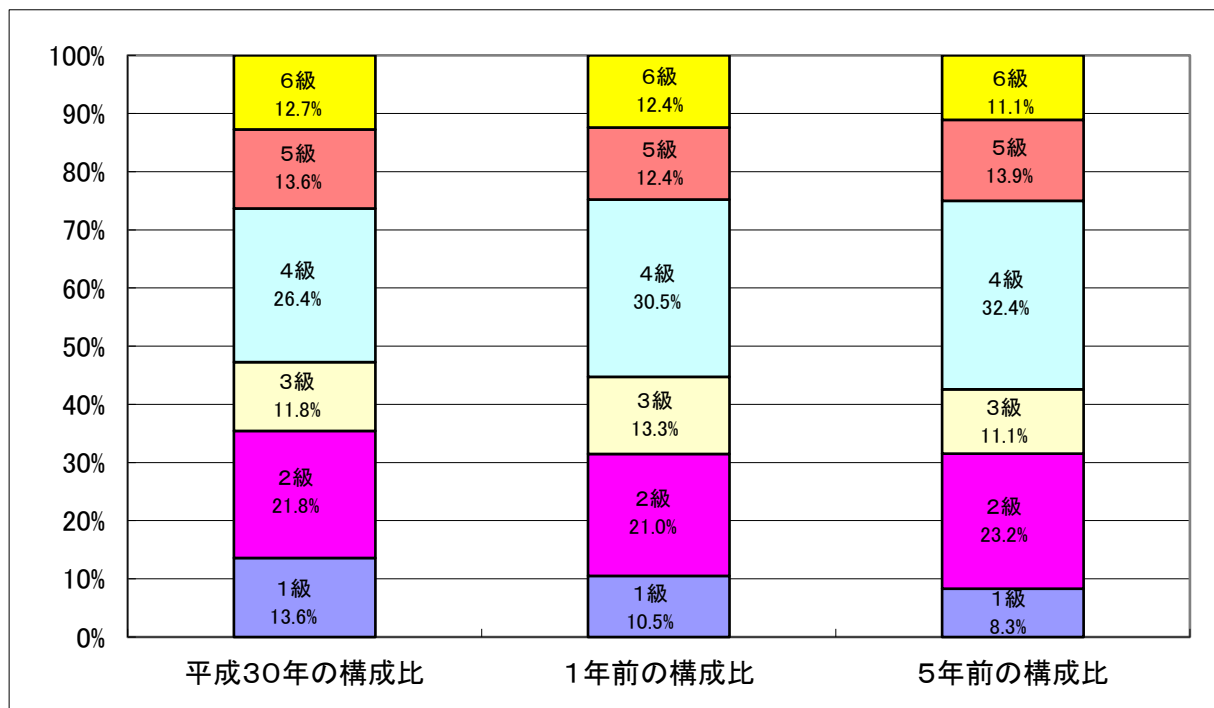 100%
90%
80%
70%
60%
50%
40%
30%
20%
10%
0%
6級
12.7%
5級
13.6%
4級
26.4%
3級
11.8%
2級
21.8%
1級
13.6%
6級
12.4%
5級
12.4%
4級
30.5%
3級
13.3%
2級
21.0%
1級
10.5%
6級
11.1%
5級
13.9%
4級
32.4%
3級
11.1%
2級
23.2%
1級
8.3%
平成30年の構成比
1年前の構成比
5年前の構成比